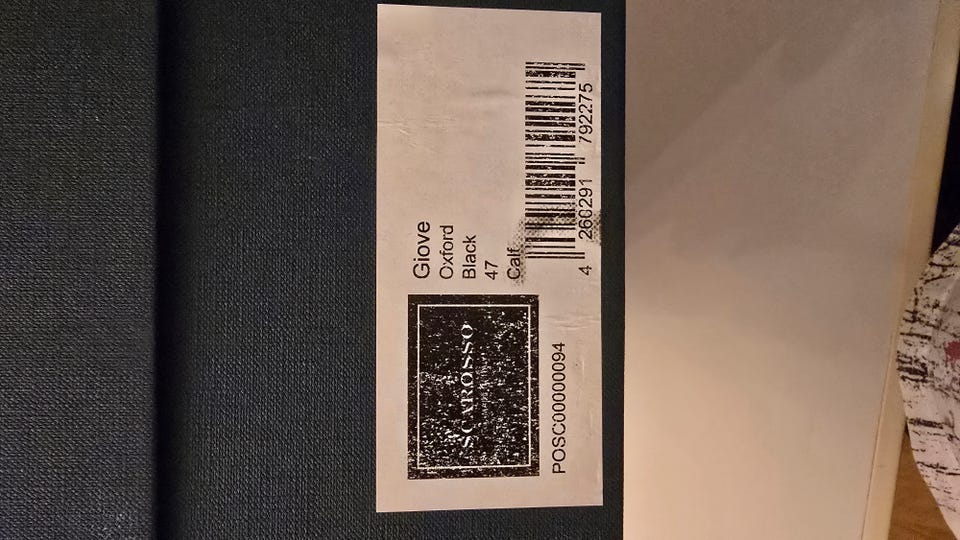 SCAROSSO
Giove
Oxford
Black
47
Calf
POSC00000094
4 260291 792275